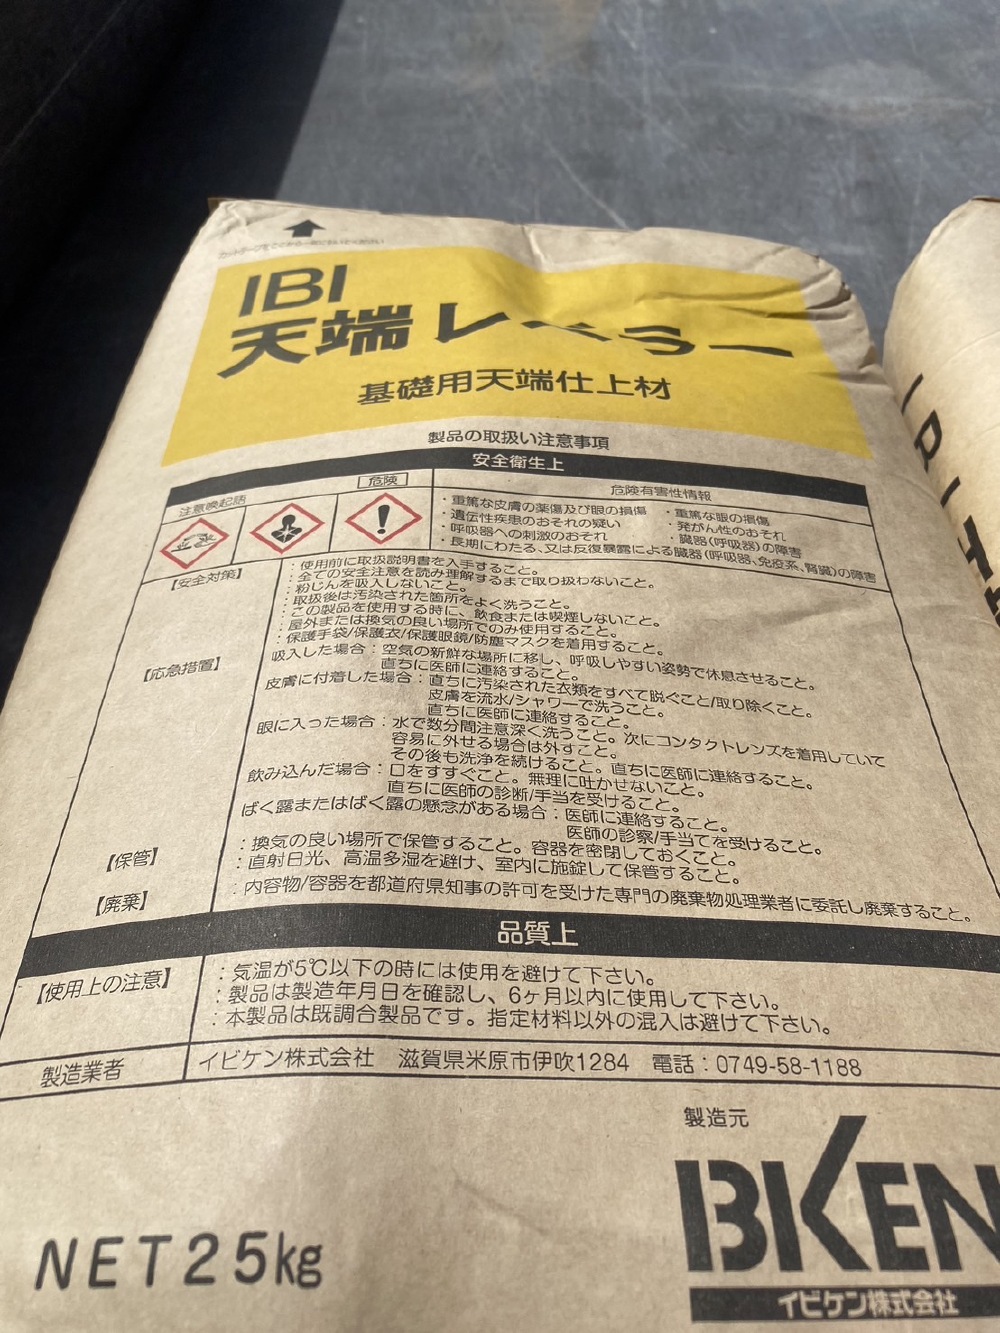 IBI
天端レベラー
基礎用天端仕上材
製品の取扱い注意事項
安全衛生上
注意喚起語
危険
危険有害性情報
・重篤な皮膚の薬傷及び眼の損傷 ・重篤な眼の損傷
・遺伝性疾患のおそれの疑い ・発がん性のおそれ
・呼吸器への刺激のおそれ ・臓器(呼吸器)の障害
・長期にわたる、又は反復暴露による臓器(呼吸器、免疫系、腎臓)の障害
【安全対策】
:使用前に取扱説明書を入手すること。
:全ての安全注意を読み理解するまで取り扱わないこと。
:粉じんを吸入しないこと。
:取扱後は汚染された箇所をよく洗うこと。
:この製品を使用する時に、飲食または喫煙しないこと。
:屋外または換気の良い場所でのみ使用すること。
:保護手袋/保護衣/保護眼鏡/防塵マスクを着用すること。
【応急措置】
吸入した場合:空気の新鮮な場所に移し、呼吸しやすい姿勢で休息させること。
直ちに医師に連絡すること。
皮膚に付着した場合:直ちに汚染された衣類をすべて脱ぐこと/取り除くこと。
皮膚を流水/シャワーで洗うこと。
直ちに医師に連絡すること。
眼に入った場合:水で数分間注意深く洗うこと。次にコンタクトレンズを着用していて
容易に外せる場合は外すこと。
その後も洗浄を続けること。直ちに医師に連絡すること。
飲み込んだ場合:口をすすぐこと。無理に吐かせないこと。
直ちに医師の診断/手当を受けること。
ばく露またはばく露の懸念がある場合:医師に連絡すること。
医師の診察/手当てを受けること。
【保管】
:換気の良い場所で保管すること。容器を密閉しておくこと。
:直射日光、高温多湿を避け、室内に施錠して保管すること。
【廃棄】
:内容物/容器を都道府県知事の許可を受けた専門の廃棄物処理業者に委託し廃棄すること。
品質上
【使用上の注意】
:気温が5℃以下の時には使用を避けて下さい。
:製品は製造年月日を確認し、6ヶ月以内に使用して下さい。
:本製品は既調合製品です。指定材料以外の混入は避けて下さい。
製造業者
イビケン株式会社 滋賀県米原市伊吹1284 電話:0749-58-1188
製造元
BIKEN
イビケン株式会社
NET25kg